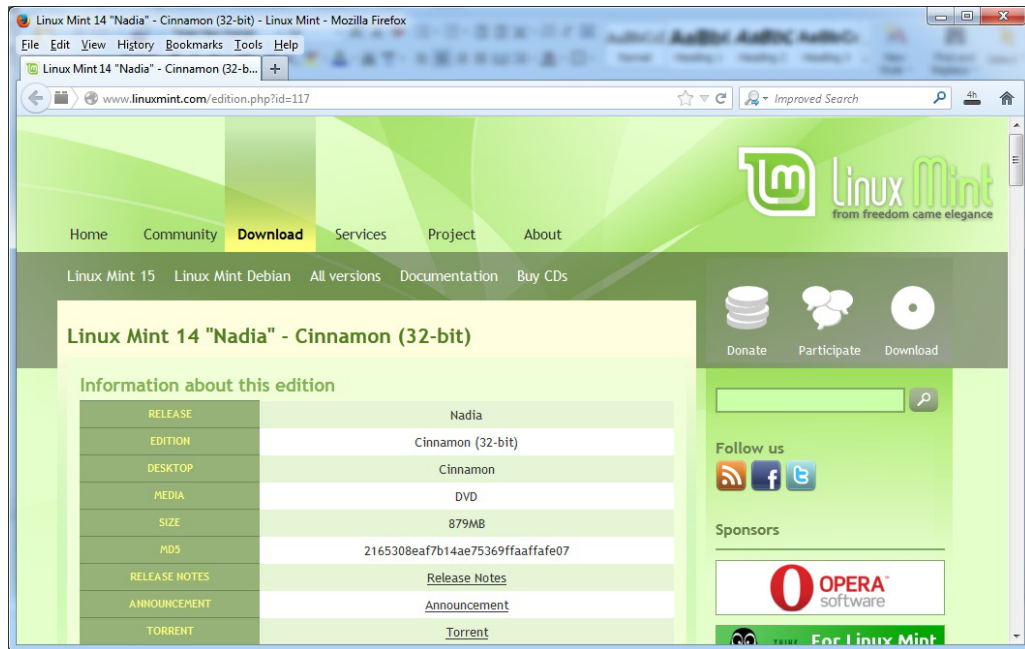 Linux Mint 14 "Nadia" - Cinnamon (32-bit) - Linux Mint - Mozilla Firefox
File Edit View History Bookmarks Tools Help
Linux Mint 14 "Nadia" - Cinnamon (32-b... +
www.linuxmint.com/edition.php?id=117 Improved Search 4h
Linux Mint
from freedom came elegance
Home Community Download Services Project About
Linux Mint 15 Linux Mint Debian All versions Documentation Buy CDs
Donate Participate Download
Linux Mint 14 "Nadia" - Cinnamon (32-bit)
Information about this edition
RELEASE Nadia
EDITION Cinnamon (32-bit)
DESKTOP Cinnamon
MEDIA DVD
SIZE 879MB
MD5 2165308eaf7b14ae75369ffaaffafe07
RELEASE NOTES Release Notes
ANNOUNCEMENT Announcement
TORRENT Torrent
Follow us
Sponsors
OPERA
software
For Linux Mint